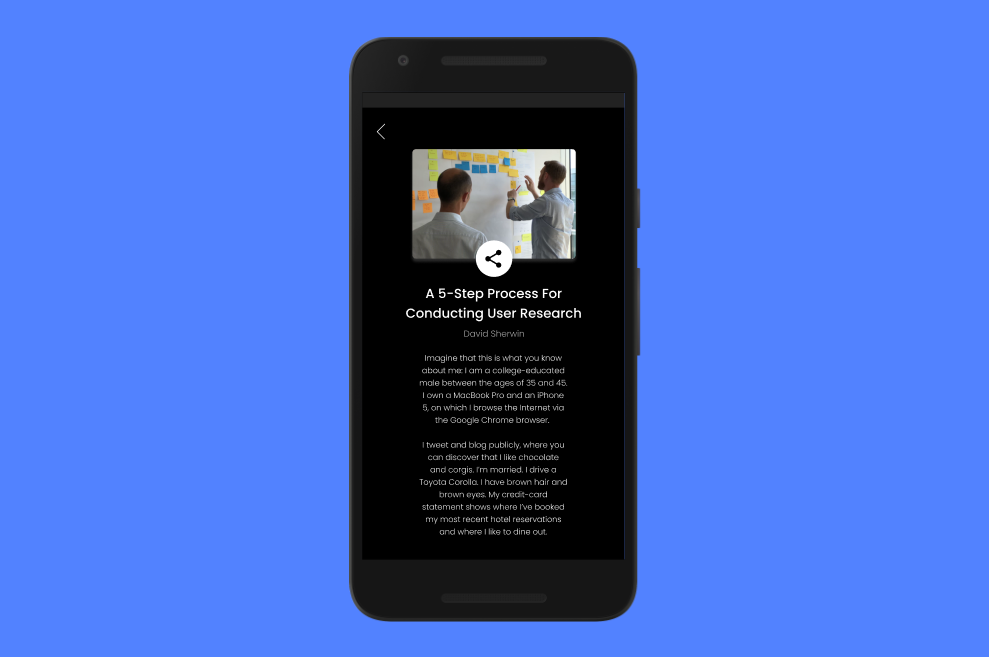 A 5-Step Process For
Conducting User Research
David Sherwin
Imagine that this is what you know
about me: I am a college-educated
male between the ages of 35 and 45.
I own a MacBook Pro and an iPhone
5, on which I browse the Internet via
the Google Chrome browser.
I tweet and blog publicly, where you
can discover that I like chocolate
and corgis. I'm married. I drive a
Toyota Corolla. I have brown hair and
brown eyes. My credit-card
statement shows where I've booked
my most recent hotel reservations
and where I like to dine out.